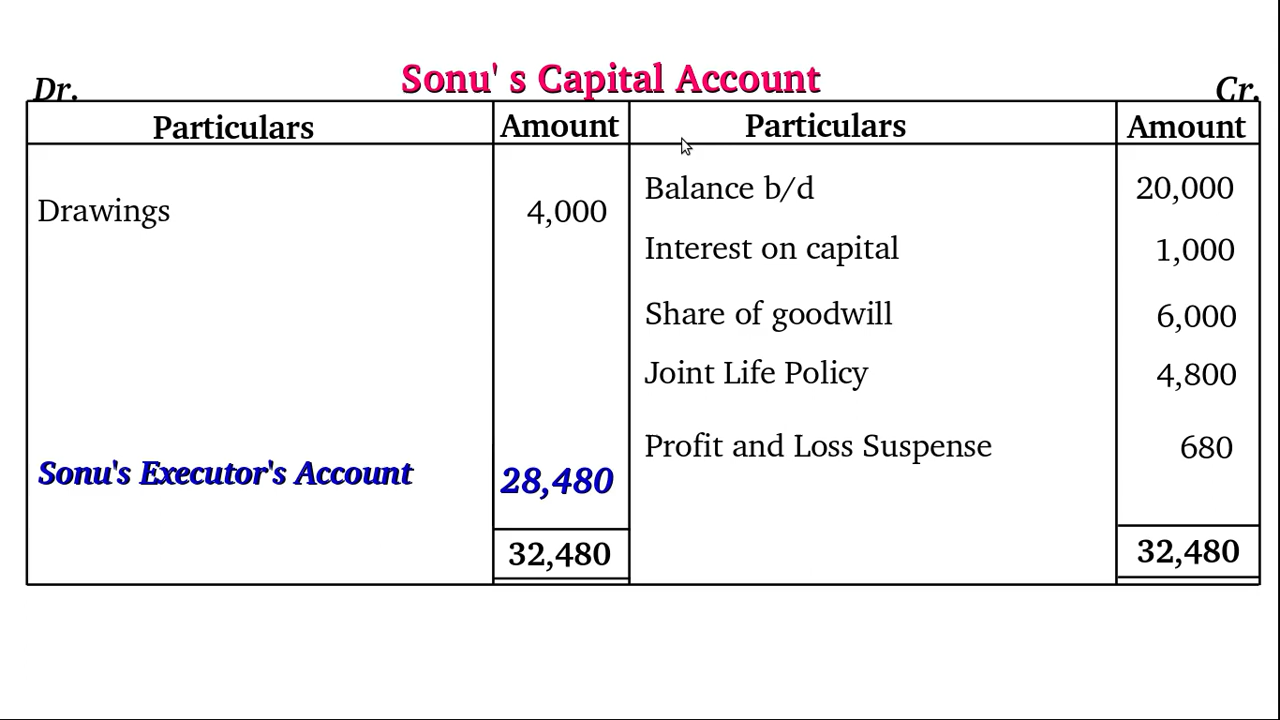 Sonu' s Capital Account
Dr. Cr.
Particulars Amount Particulars Amount
Balance b/d 20,000
Drawings 4,000
Interest on capital 1,000
Share of goodwill 6,000
Joint Life Policy 4,800
Profit and Loss Suspense 680
Sonu's Executor's Account 28,480
32,480 32,480